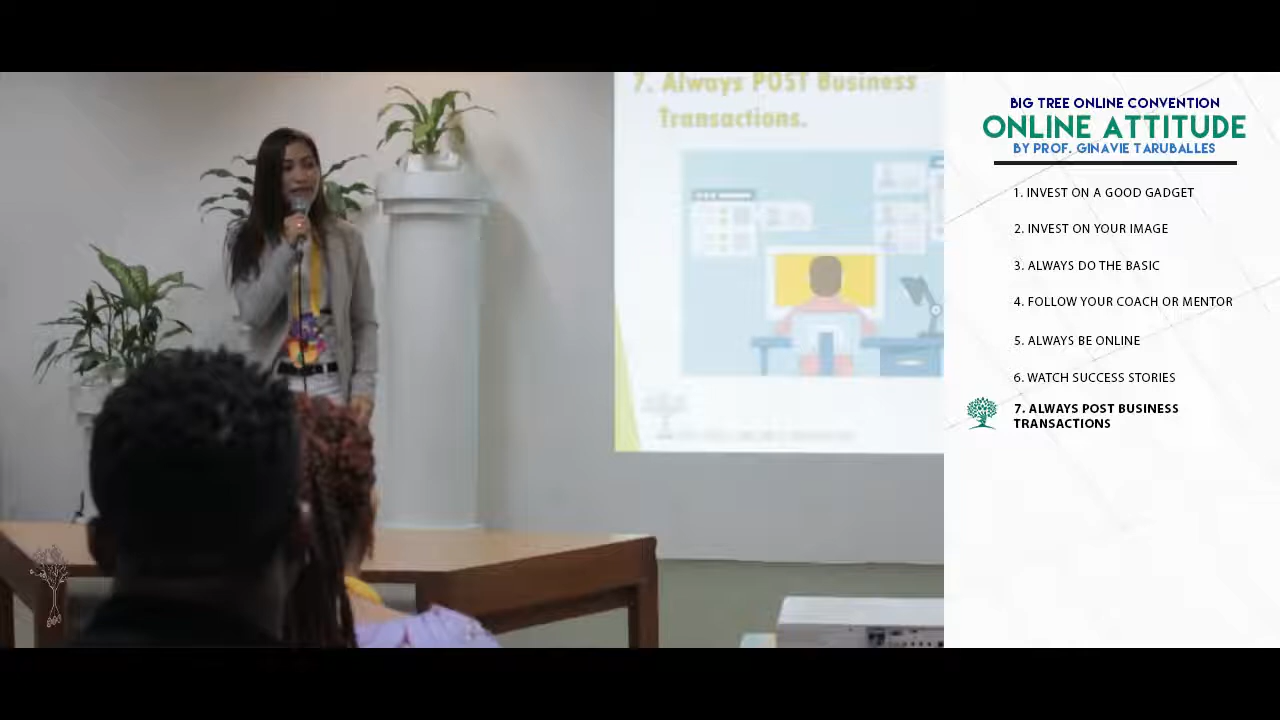 7. Always POST Business
Transactions.
BIG TREE ONLINE CONVENTION
ONLINE ATTITUDE
BY PROF. GINAVIE TARUBALLES
1. INVEST ON A GOOD GADGET
2. INVEST ON YOUR IMAGE
3. ALWAYS DO THE BASIC
4. FOLLOW YOUR COACH OR MENTOR
5. ALWAYS BE ONLINE
6. WATCH SUCCESS STORIES
7. ALWAYS POST BUSINESS
TRANSACTIONS